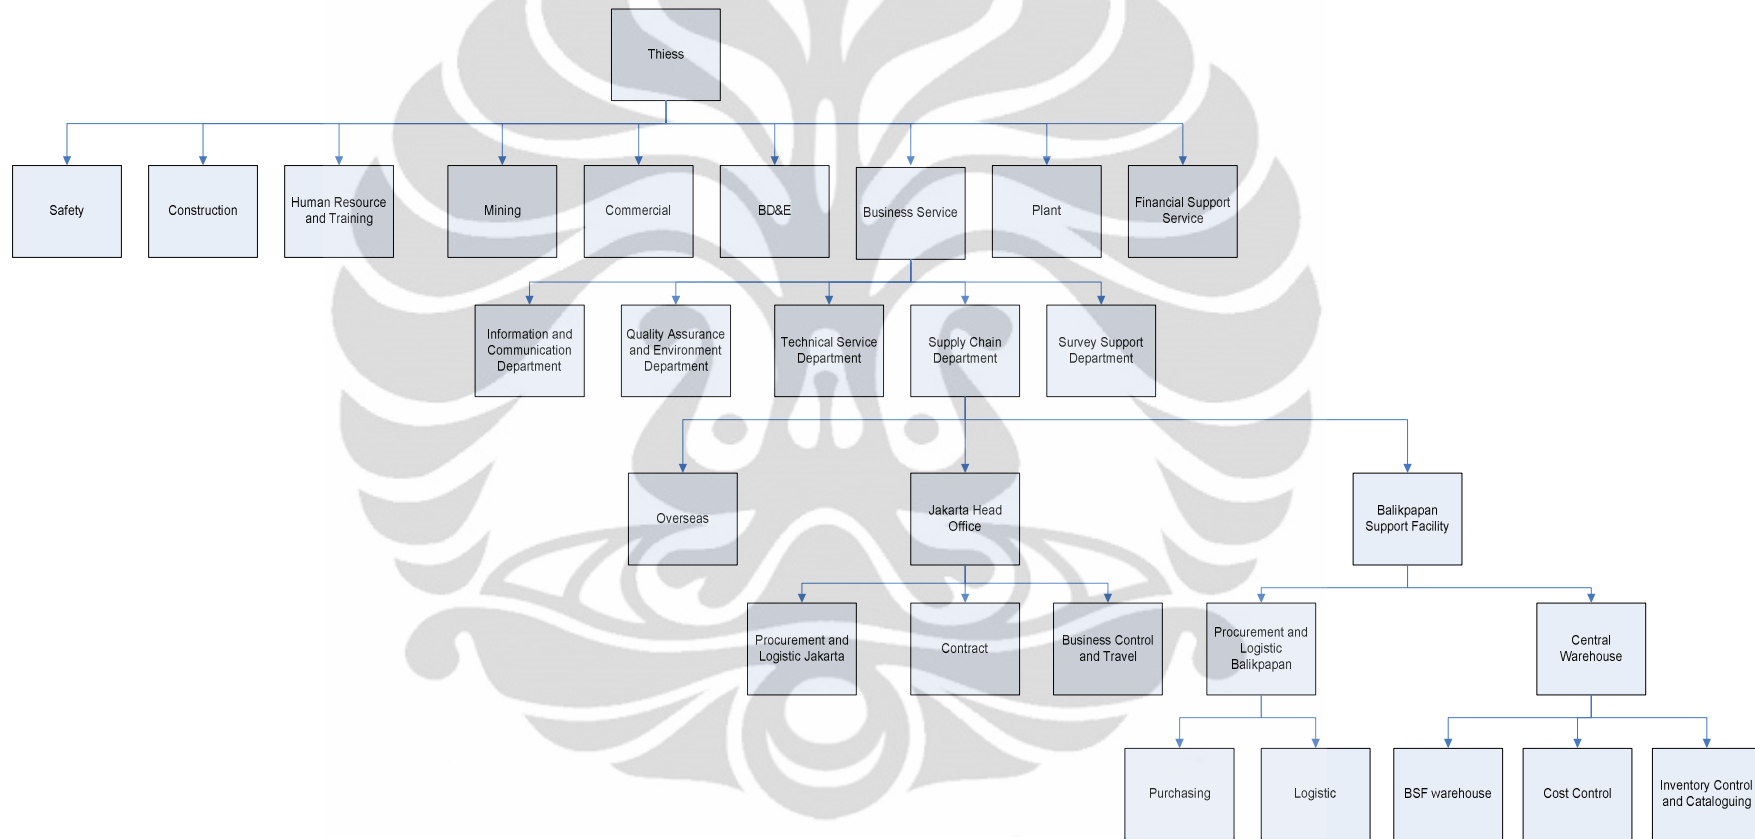 Thiess
Safety
Construction
Human Resource
and Training
Mining
Commercial
BD&E
Business Service
Plant
Financial Support
Service
Information and
Communication
Department
Quality Assurance
and Environment
Department
Technical Service
Department
Supply Chain
Department
Survey Support
Department
Overseas
Jakarta Head
Office
Balikpapan
Support Facility
Procurement and
Logistic Jakarta
Contract
Business Control
and Travel
Procurement and
Logistic
Balikpapan
Central
Warehouse
Purchasing
Logistic
BSF warehouse
Cost Control
Inventory Control
and Cataloguing